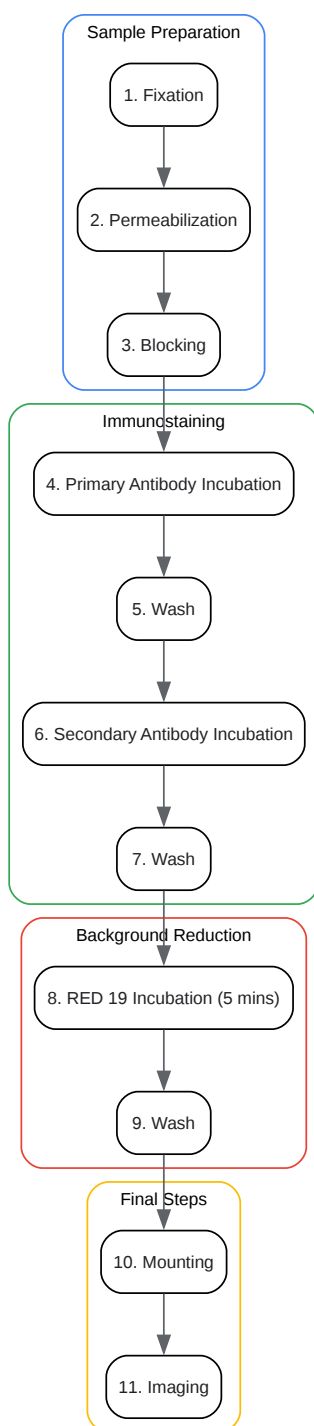 Sample Preparation
1. Fixation
2. Permeabilization
3. Blocking
Immunostaining
4. Primary Antibody Incubation
5. Wash
6. Secondary Antibody Incubation
7. Wash
Background Reduction
8. RED 19 Incubation (5 mins)
9. Wash
Final Steps
10. Mounting
11. Imaging